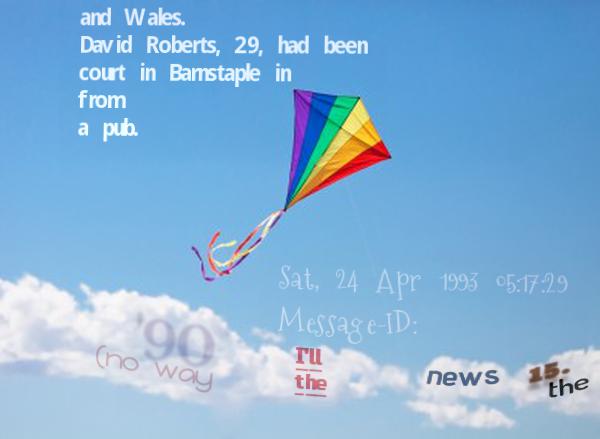 and Wales.
David Roberts, 29, had been
court in Barnstaple in
from
a pub.
Sat, 24 Apr 1993 05:17:29
Message-ID:
'90
(no way
I'll
the
news
15.
the